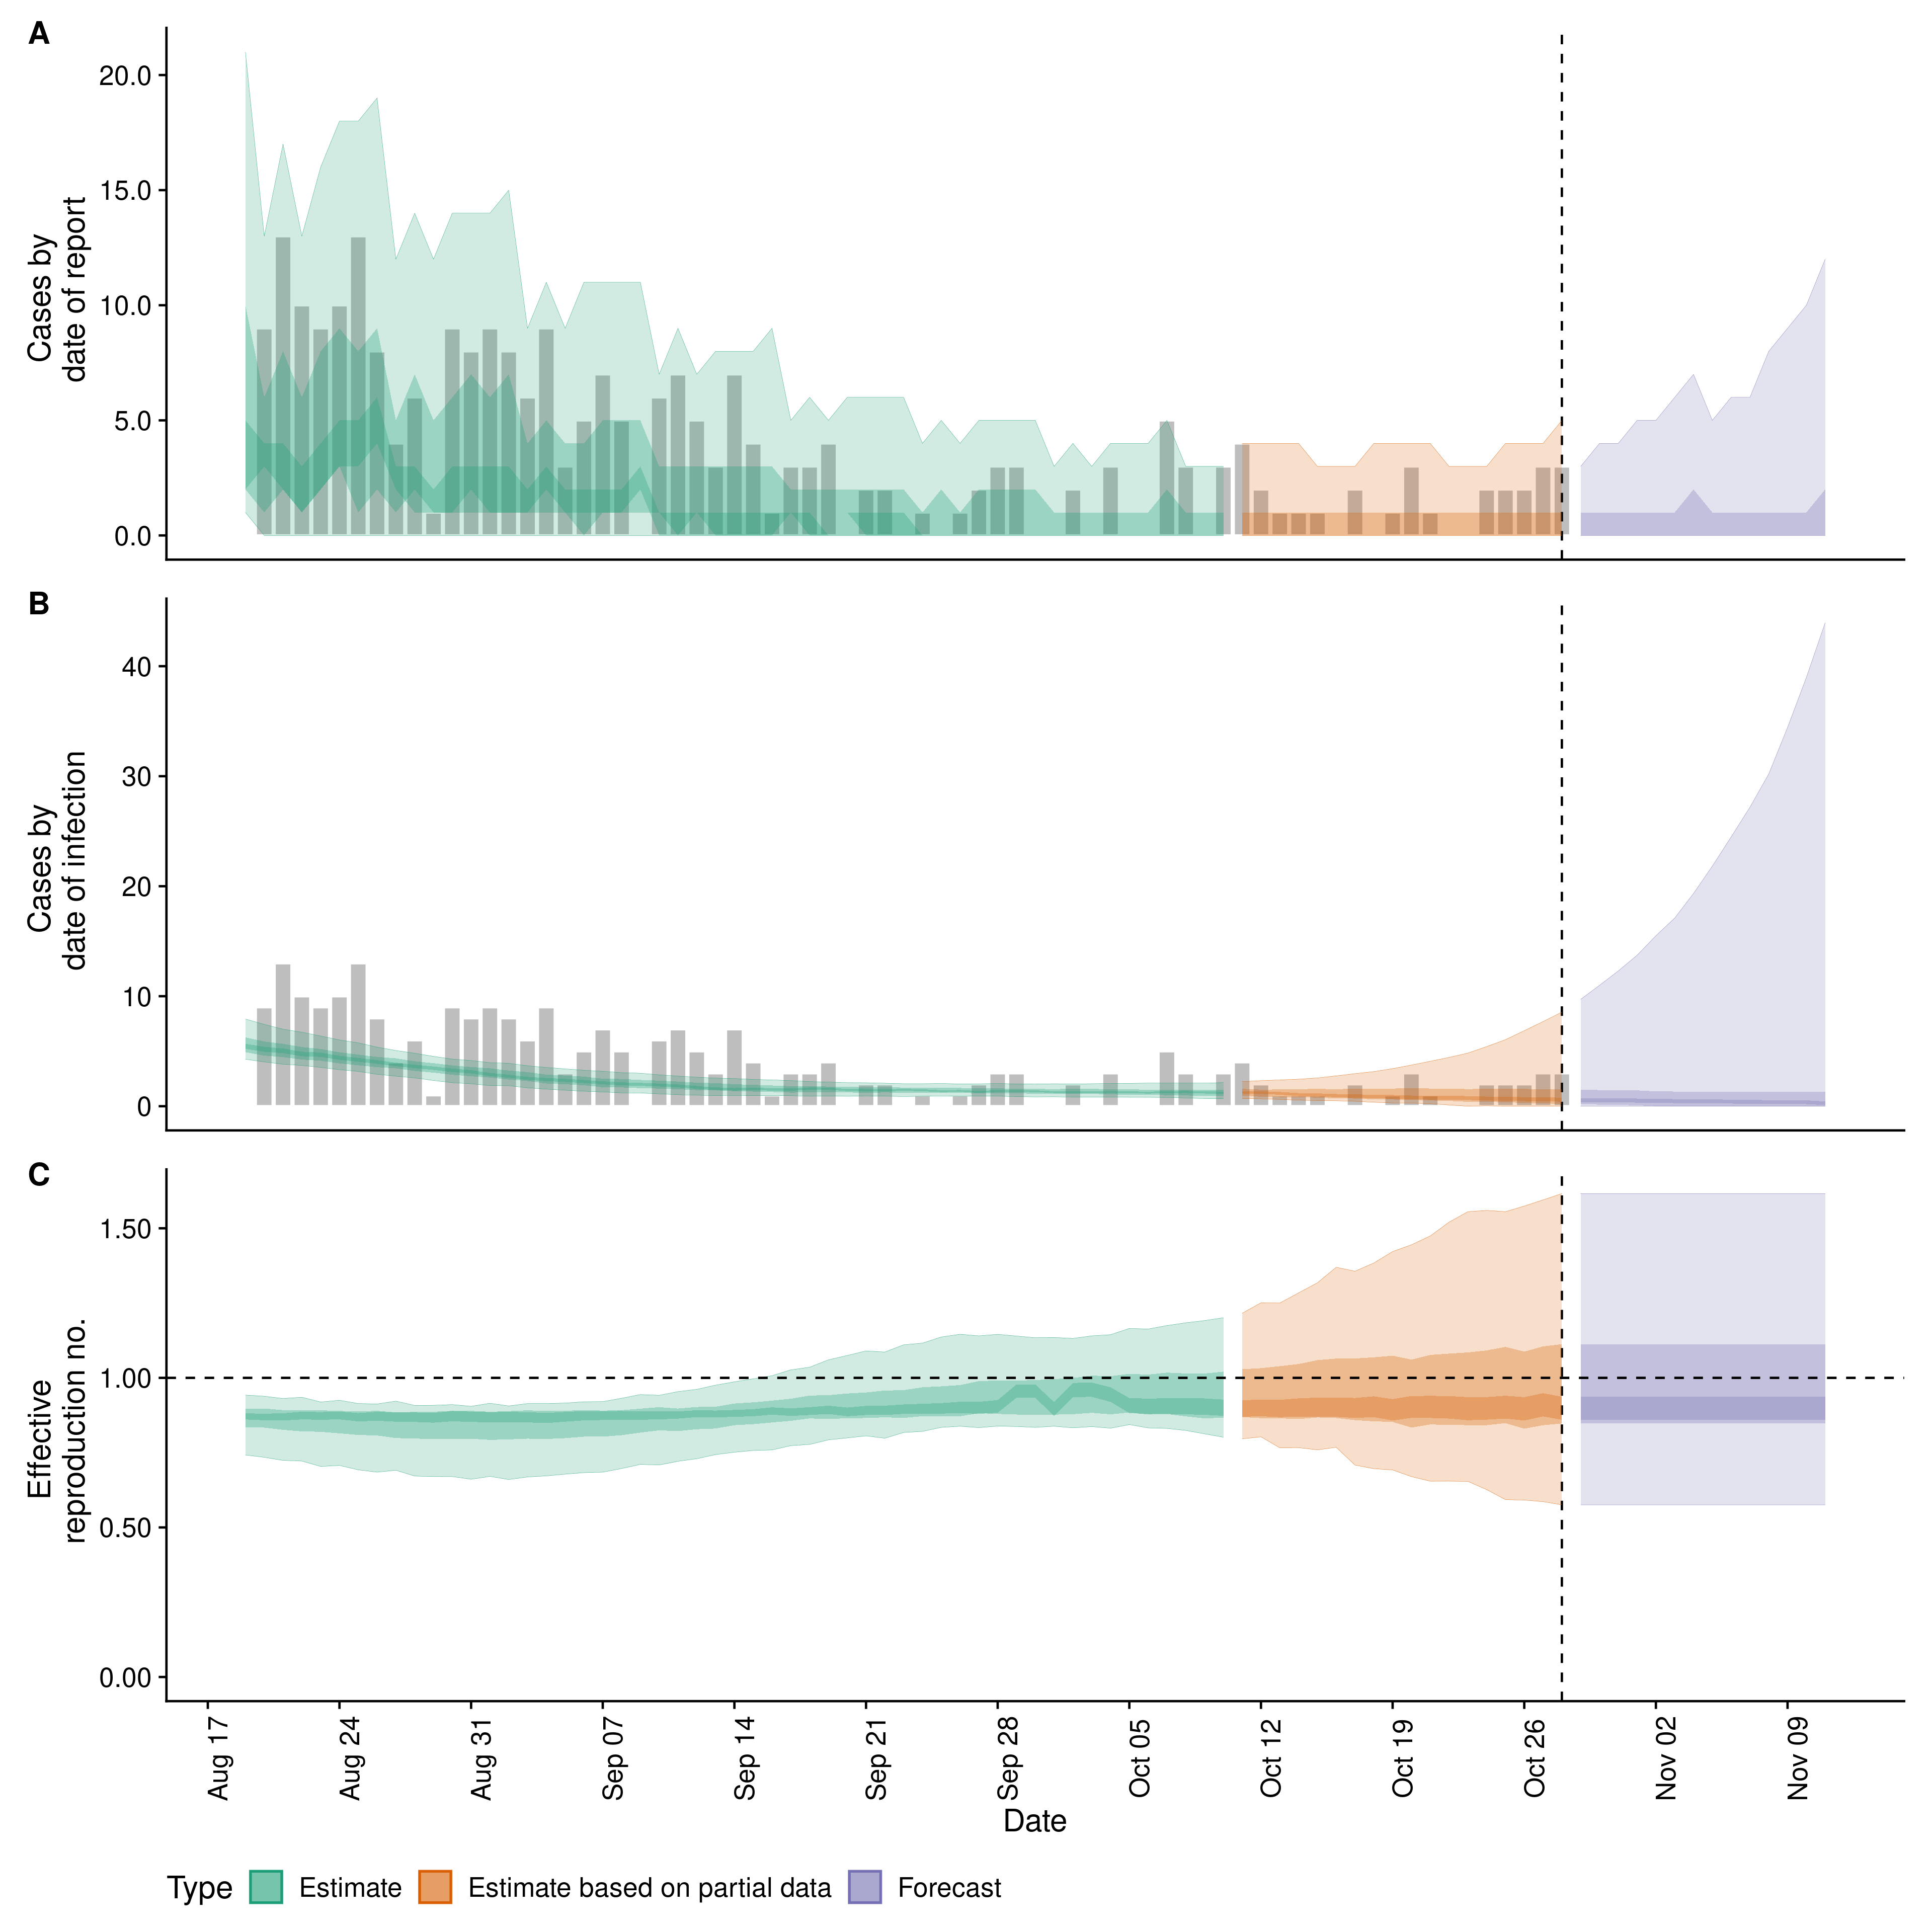 A
20.0
15.0
10.0
5.0
0.0
Cases by
date of report
B
40
30
20
10
0
Cases by
date of infection
C
1.50
1.00
0.50
0.00
Effective
reproduction no.
Aug 17
Aug 24
Aug 31
Sep 07
Sep 14
Sep 21
Sep 28
Oct 05
Oct 12
Oct 19
Oct 26
Nov 02
Nov 09
Date
Type Estimate Estimate based on partial data Forecast